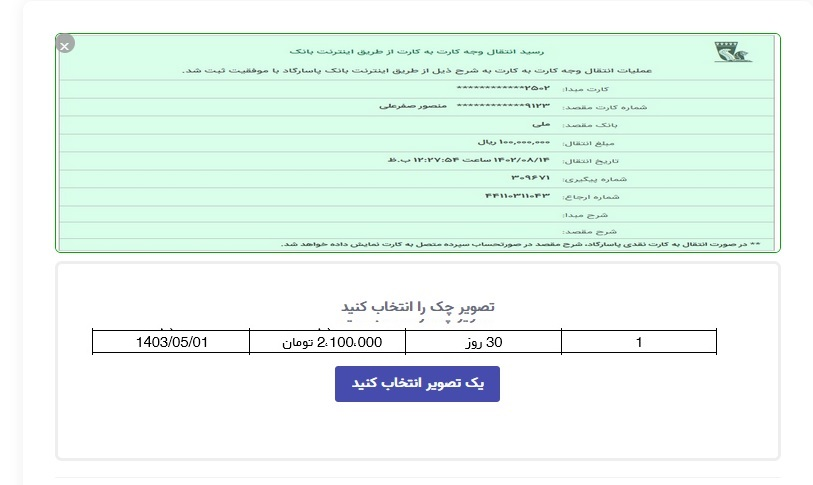 رسید انتقال وجه کارت به کارت از طریق اینترنت بانک
عملیات انتقال وجه کارت به کارت به شرح ذیل از طریق اینترنت بانک پاسارگاد با موفقیت ثبت شد.
کارت مبدا: ************۲۵۰۲
شماره کارت مقصد: ************۹۱۲۳ منصور صفرعلی
بانک مقصد: ملی
مبلغ انتقال: ۱۰۰,۰۰۰,۰۰۰ ریال
تاریخ انتقال: ۱۴۰۲/۰۸/۱۴ ساعت ۱۲:۲۷:۵۴ ب.ظ
شماره پیگیری: ۳۰۹۶۷۱
شماره ارجاع: ۴۴۱۱۰۳۱۱۰۴۳
شرح مبدا:
شرح مقصد:
** در صورت انتقال به کارت نقدی پاسارگاد، شرح مقصد در صورتحساب سپرده متصل به کارت نمایش داده خواهد شد.
تصویر چک را انتخاب کنید
1 30 روز 2،100،000 تومان 1403/05/01
یک تصویر انتخاب کنید